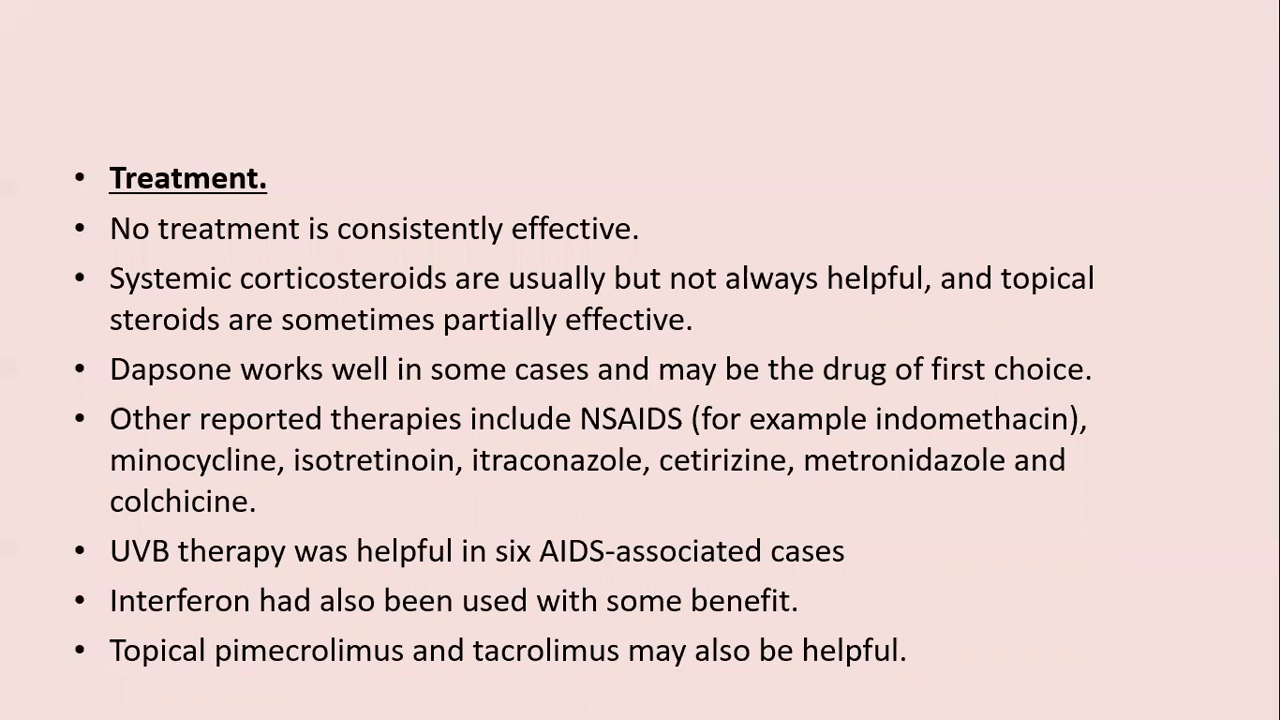 • Treatment.
• No treatment is consistently effective.
• Systemic corticosteroids are usually but not always helpful, and topical
steroids are sometimes partially effective.
• Dapsone works well in some cases and may be the drug of first choice.
• Other reported therapies include NSAIDS (for example indomethacin),
minocycline, isotretinoin, itraconazole, cetirizine, metronidazole and
colchicine.
• UVB therapy was helpful in six AIDS-associated cases
• Interferon had also been used with some benefit.
• Topical pimecrolimus and tacrolimus may also be helpful.